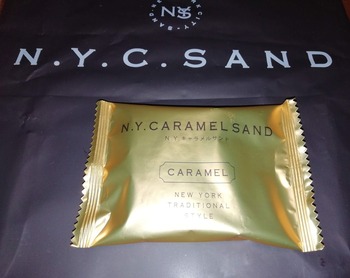 N.Y.C.SAND
N.Y.CARAMEL SAND
N.Y.キャラメルサンド
CARAMEL
NEW YORK
TRADITIONAL
STYLE